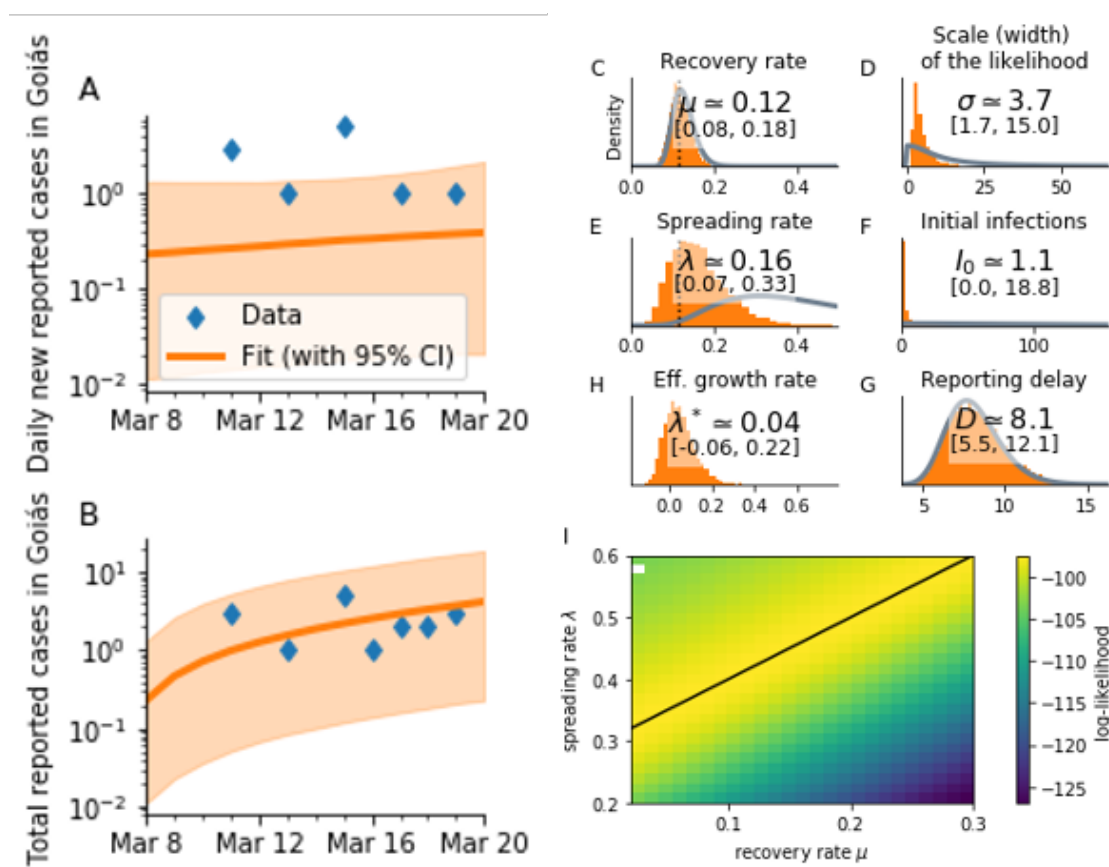 A
Daily new reported cases in Goiás
10⁰
10⁻¹
10⁻²
Data
Fit (with 95% CI)
Mar 8 Mar 12 Mar 16 Mar 20
B
Total reported cases in Goiás
10¹
10⁰
10⁻¹
10⁻²
Mar 8 Mar 12 Mar 16 Mar 20
C
Recovery rate
Density
μ ≃ 0.12
[0.08, 0.18]
0.0 0.2 0.4
D
Scale (width)
of the likelihood
σ ≃ 3.7
[1.7, 15.0]
0 25 50
E
Spreading rate
λ ≃ 0.16
[0.07, 0.33]
0.0 0.2 0.4
F
Initial infections
I₀ ≃ 1.1
[0.0, 18.8]
0 100
H
Eff. growth rate
λ* ≃ 0.04
[-0.06, 0.22]
0.0 0.2 0.4 0.6
G
Reporting delay
D ≃ 8.1
[5.5, 12.1]
5 10 15
I
spreading rate λ
0.6
0.5
0.4
0.3
0.2
0.1 0.2 0.3
recovery rate μ
−100
−105
−110
−115
−120
−125
log-likelihood